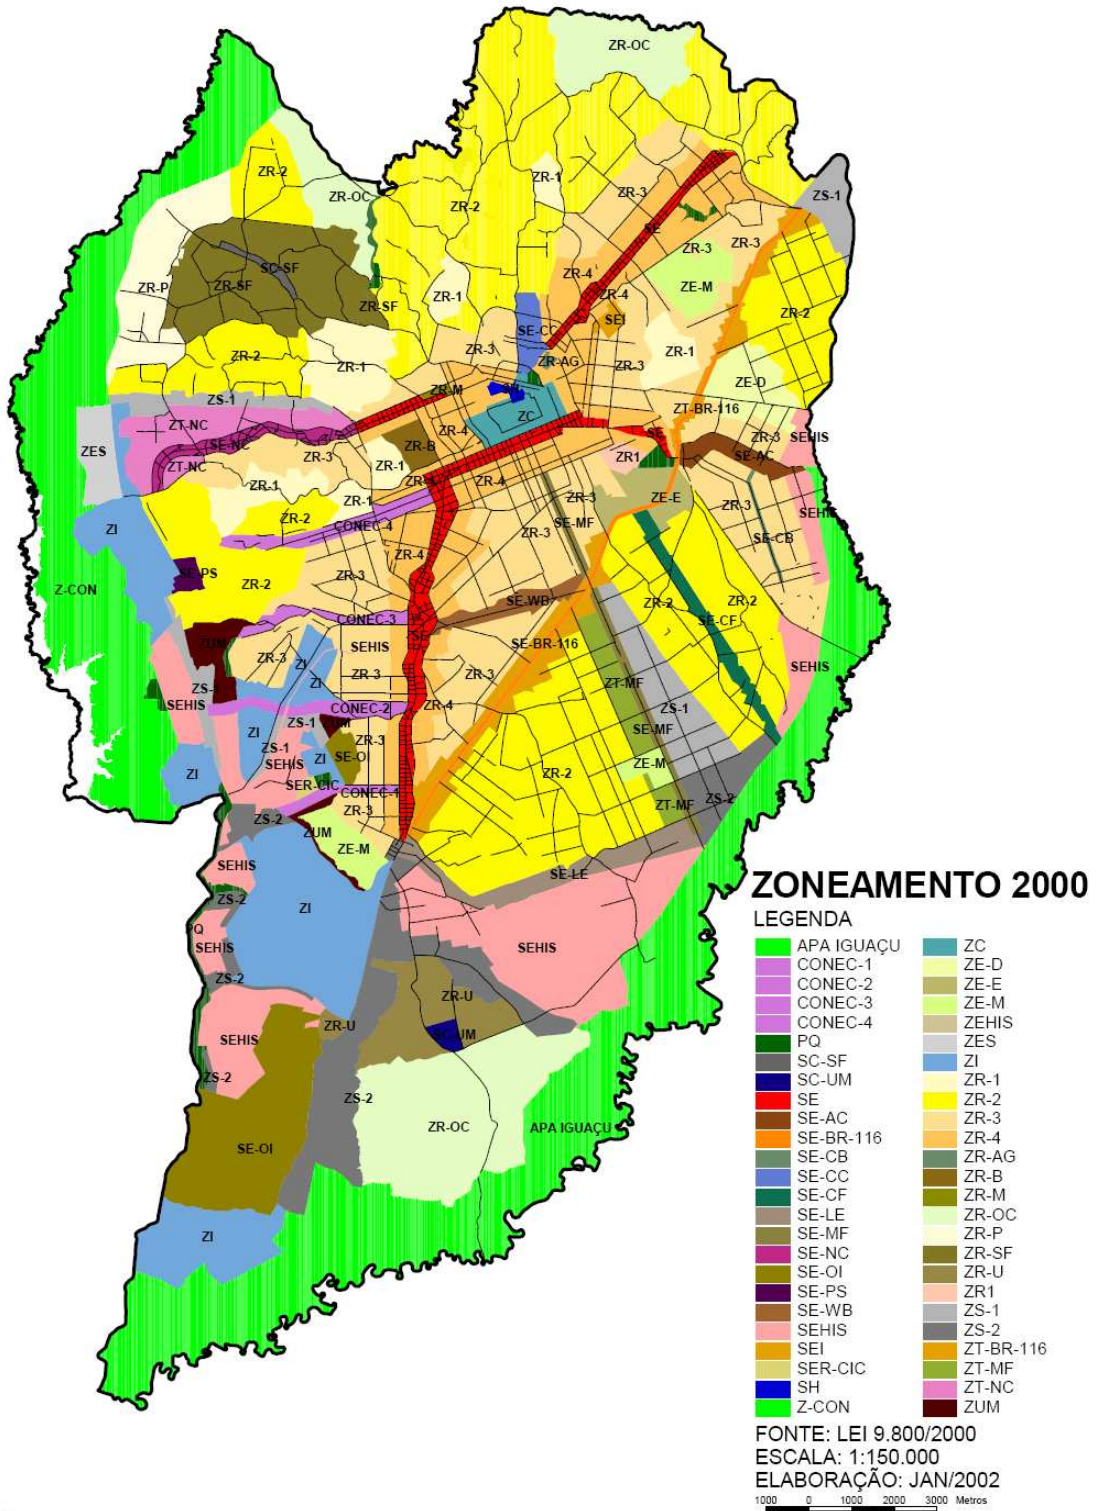 ZR-OC
ZR-2
ZR-OC
ZR-1
ZR-3
ZS-1
ZR-2
SE
ZR-3
ZR-3
SC-SF
ZR-SF
ZR-P
ZR-SF
ZR-1
ZR-4
ZR-4
ZE-M
SEI
ZR-2
SE-CC
ZR-3
ZR-AG
ZR-3
ZR-1
ZR-2
ZR-1
ZE-D
ZR-M
ZC
ZT-BR-116
ZS-1
ZT-NC
SE-NC
ZR-4
ZR-B
SE
ZR-3
SEHIS
ZES
ZT-NC
ZR-3
ZR-1
ZR1
SE-AC
ZR-1
ZR-1
ZR-4
ZR-3
ZE-E
ZR-3
SEHIS
ZI
ZR-2
CONEC-4
ZR-3
SE-MF
SE-CB
ZR-4
SE-PS
ZR-2
ZR-3
Z-CON
SE-WB
ZR-2
ZR-2
SE-CF
CONEC-3
SE
ZUM
SEHIS
SE-BR-116
ZR-3
ZI
ZI
ZR-3
ZR-3
SEHIS
ZT-MF
ZS-1
SEHIS
CONEC-2
ZR-4
ZS-1
ZS-1
ZUM
SE-MF
ZI
ZS-1
ZR-3
SE-OI
ZI
SEHIS
ZI
ZE-M
ZR-2
SER-CIC
CONEC-1
ZT-MF
ZS-2
ZR-3
ZS-2
ZUM
ZE-M
SEHIS
SE-LE
ZS-2
ZI
PQ
SEHIS
SEHIS
ZS-2
ZR-U
ZR-U
SC-UM
SEHIS
ZS-2
ZS-2
ZR-OC
APA IGUAÇU
SE-OI
ZI
ZONEAMENTO 2000
LEGENDA
APA IGUAÇU
CONEC-1
CONEC-2
CONEC-3
CONEC-4
PQ
SC-SF
SC-UM
SE
SE-AC
SE-BR-116
SE-CB
SE-CC
SE-CF
SE-LE
SE-MF
SE-NC
SE-OI
SE-PS
SE-WB
SEHIS
SEI
SER-CIC
SH
Z-CON
ZC
ZE-D
ZE-E
ZE-M
ZEHIS
ZES
ZI
ZR-1
ZR-2
ZR-3
ZR-4
ZR-AG
ZR-B
ZR-M
ZR-OC
ZR-P
ZR-SF
ZR-U
ZR1
ZS-1
ZS-2
ZT-BR-116
ZT-MF
ZT-NC
ZUM
FONTE: LEI 9.800/2000
ESCALA: 1:150.000
ELABORAÇÃO: JAN/2002
1000 0 1000 2000 3000 Metros